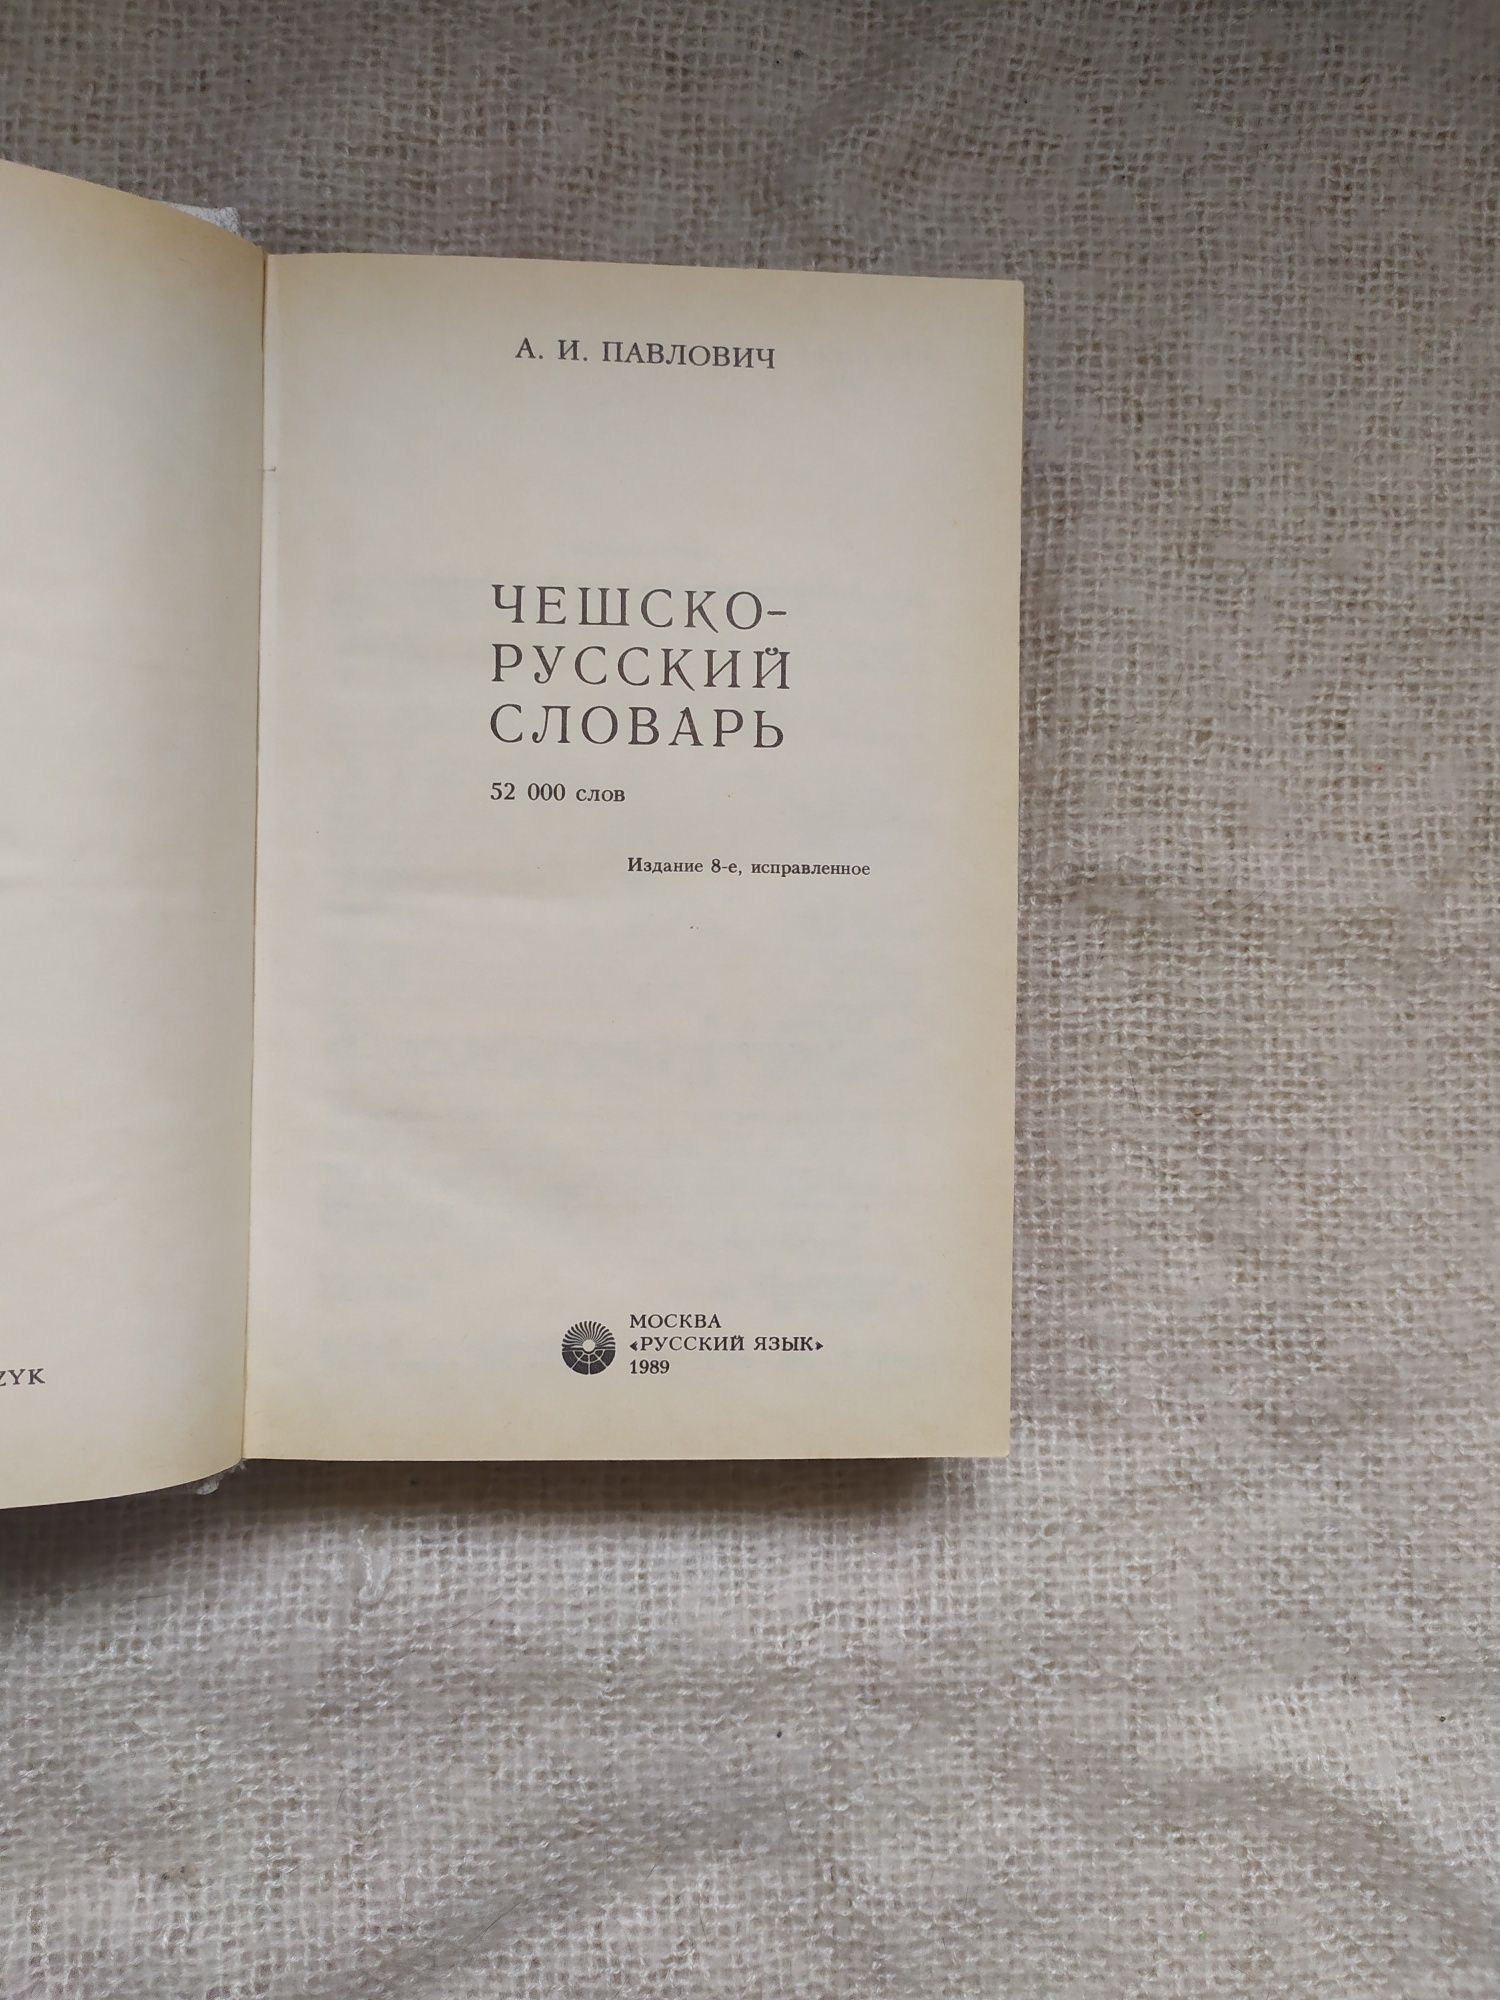 А. И. ПАВЛОВИЧ
ЧЕШСКО-
РУССКИЙ
СЛОВАРЬ
52 000 слов
Издание 8-е, исправленное
МОСКВА
«РУССКИЙ ЯЗЫК»
1989
ZYK